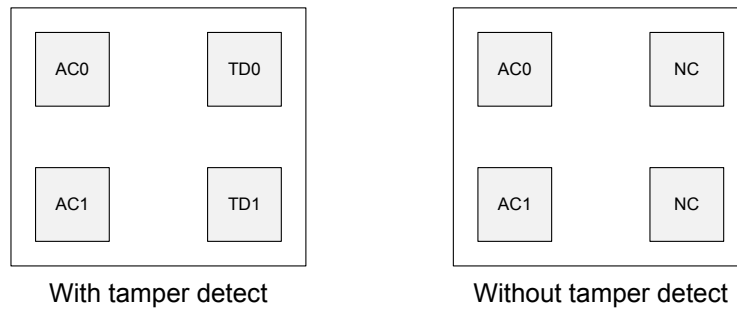 AC0 TD0 AC0 NC
AC1 TD1 AC1 NC
With tamper detect Without tamper detect